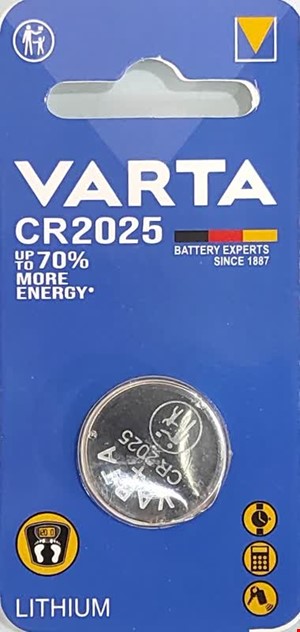 VARTA
CR2025
UP TO 70%
MORE
ENERGY*
BATTERY EXPERTS
SINCE 1887
VARTA
CR2025
LITHIUM